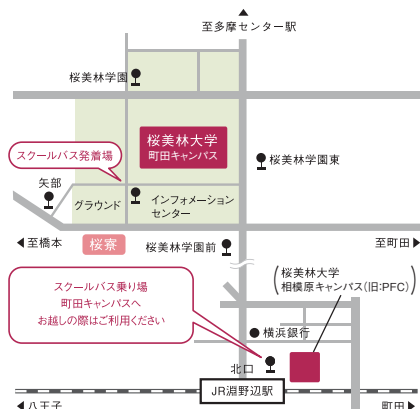 至多摩センター駅
桜美林学園
桜美林大学
町田キャンパス
スクールバス発着場
桜美林学園東
矢部
グラウンド
インフォメーション
センター
至橋本
桜寮
桜美林学園前
至町田
スクールバス乗り場
町田キャンパスへ
お越しの際はご利用ください
桜美林大学
相模原キャンパス(旧:PFC)
横浜銀行
北口
JR淵野辺駅
八王子
町田